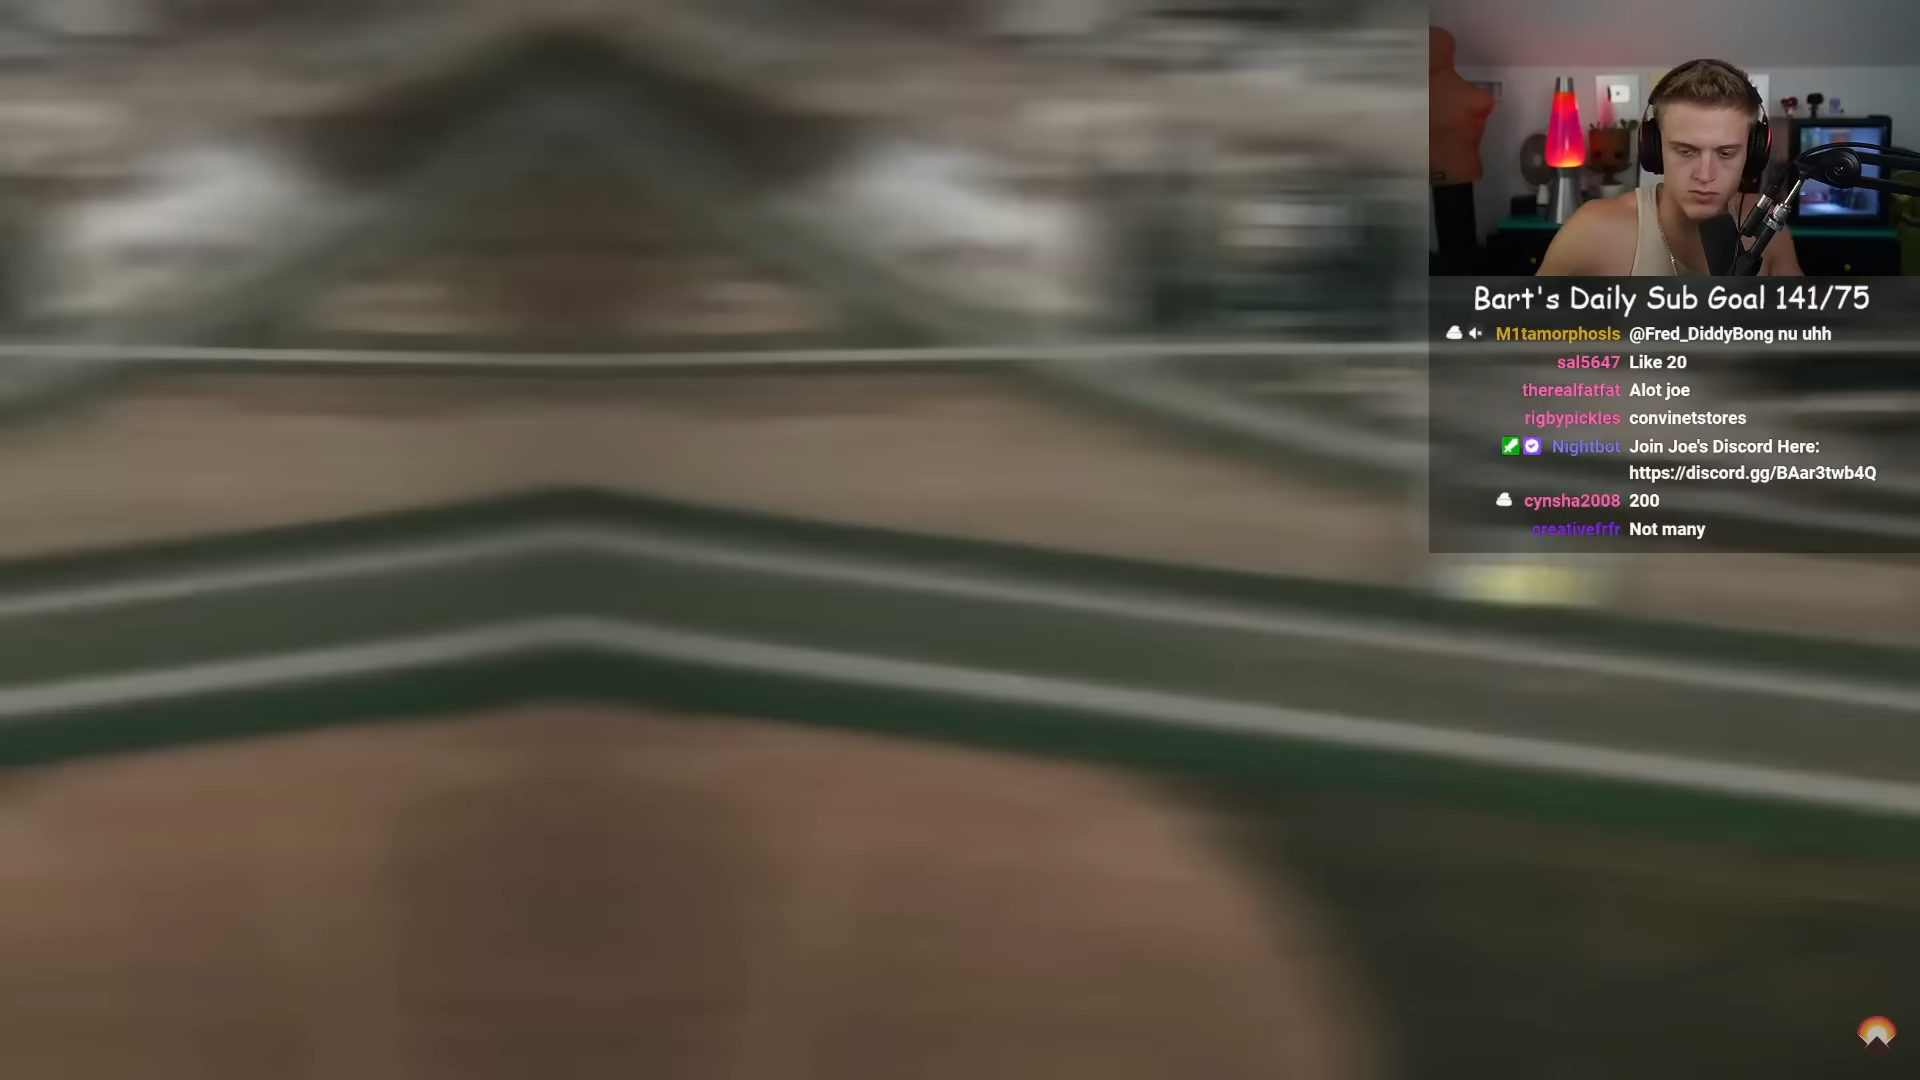 Bart's Daily Sub Goal 141/75
M1tamorphosIs @Fred_DiddyBong nu uhh
sal5647 Like 20
therealfatfat Alot joe
rigbypickles convinetstores
Nightbot Join Joe's Discord Here:
https://discord.gg/BAar3twb4Q
cynsha2008 200
creativefrfr Not many